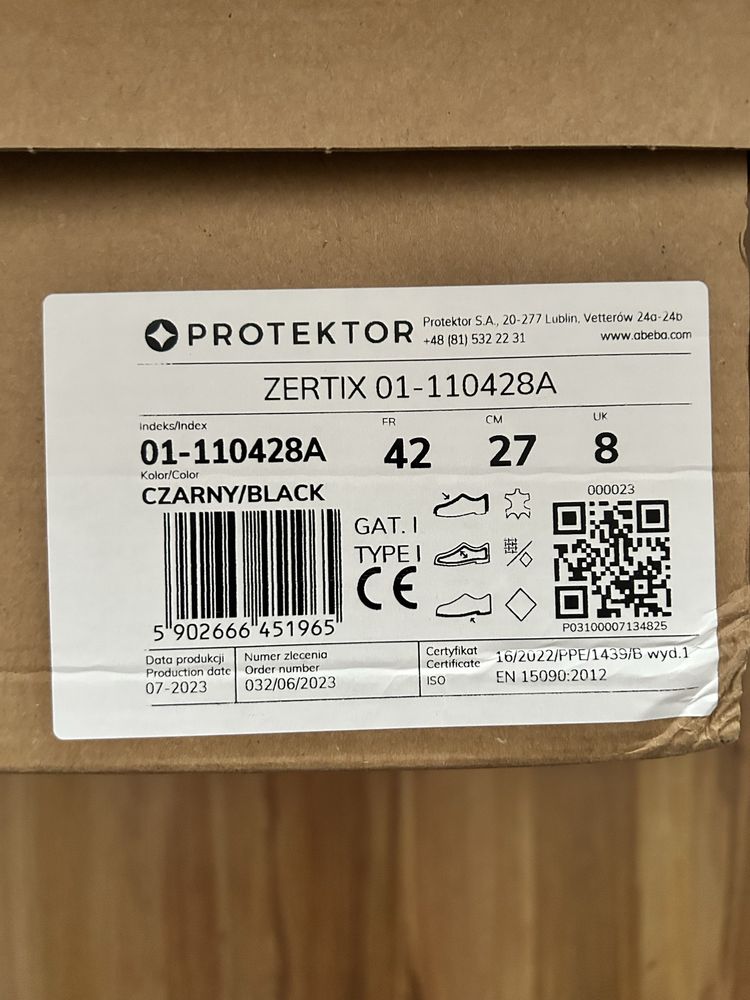 PROTEKTOR
Protektor S.A., 20-277 Lublin, Vetterów 24a-24b
+48 (81) 532 22 31 www.abeba.com
ZERTIX 01-110428A
Indeks/Index FR CM UK
01-110428A 42 27 8
Kolor/Color
CZARNY/BLACK
000023
GAT. I
TYPE I
CE
5 902666 451965
P03100007134825
Data produkcji
Production date
07-2023
Numer zlecenia
Order number
032/06/2023
Certyfikat
Certificate
16/2022/PPE/1439/B wyd.1
ISO EN 15090:2012